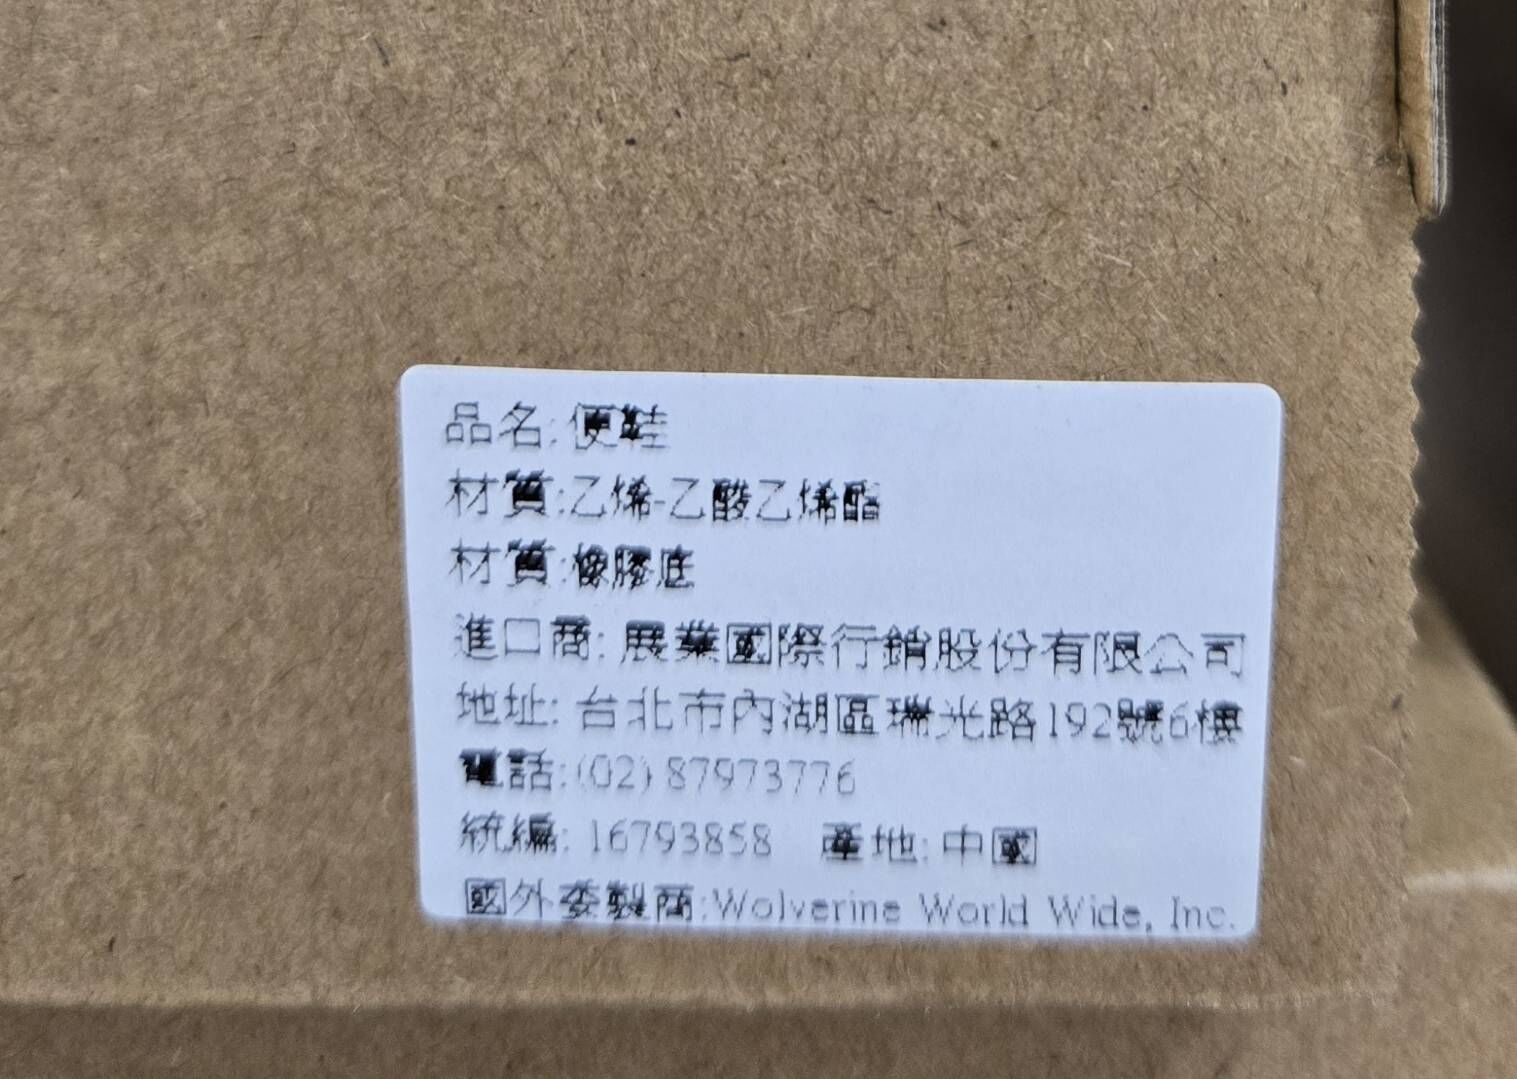 品名: 便鞋
材質:乙烯-乙酸乙烯酯
材質:橡膠底
進口商: 展業國際行銷股份有限公司
地址: 台北市內湖區瑞光路192號6樓
電話:(02) 87973776
統編: 16793858 產地: 中國
國外委製商:Wolverine World Wide, Inc.